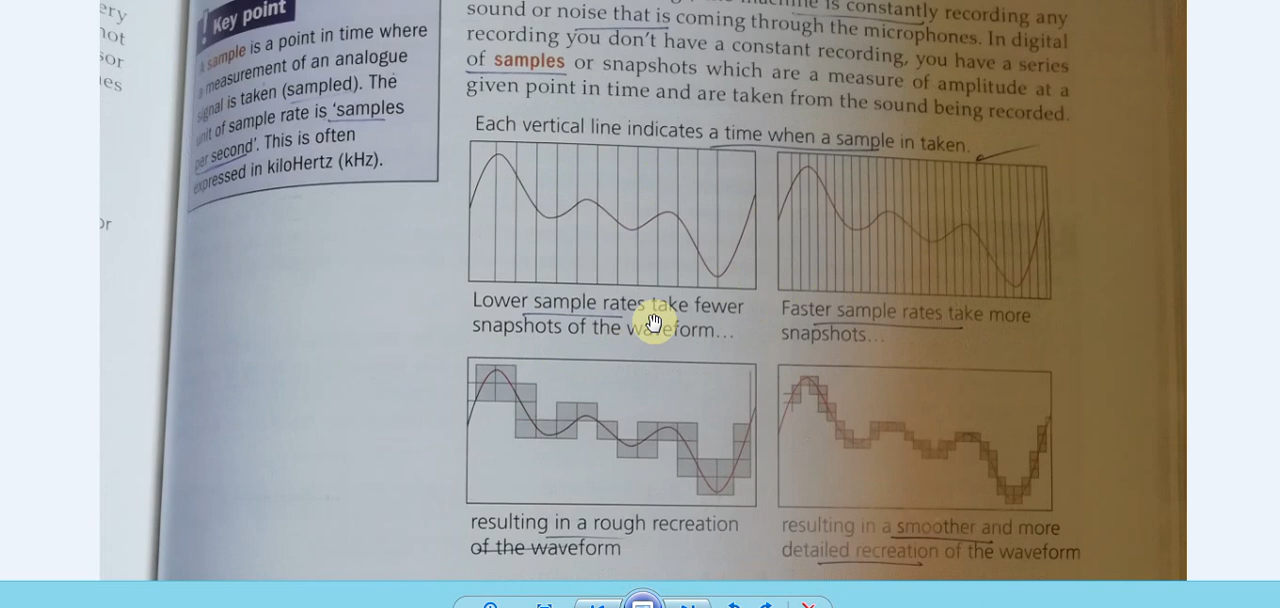 ery
not
sor
ies
or
! Key point
A sample is a point in time where
a measurement of an analogue
signal is taken (sampled). The
unit of sample rate is 'samples
per second'. This is often
expressed in kiloHertz (kHz).
is constantly recording any
sound or noise that is coming through the microphones. In digital
recording you don't have a constant recording, you have a series
of samples or snapshots which are a measure of amplitude at a
given point in time and are taken from the sound being recorded.
Each vertical line indicates a time when a sample in taken.
Lower sample rates take fewer
snapshots of the waveform...
Faster sample rates take more
snapshots...
resulting in a rough recreation
of the waveform
resulting in a smoother and more
detailed recreation of the waveform